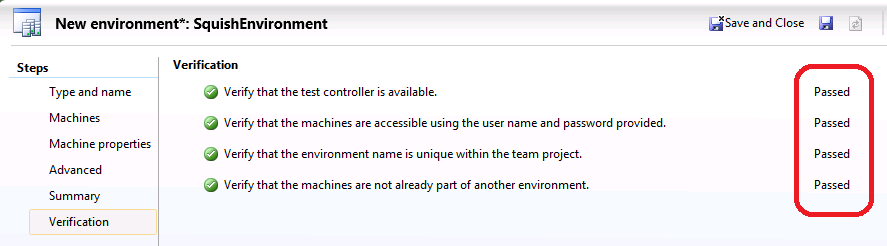 New environment*: SquishEnvironment
Save and Close
Steps
Type and name
Machines
Machine properties
Advanced
Summary
Verification
Verification
Verify that the test controller is available. Passed
Verify that the machines are accessible using the user name and password provided. Passed
Verify that the environment name is unique within the team project. Passed
Verify that the machines are not already part of another environment. Passed